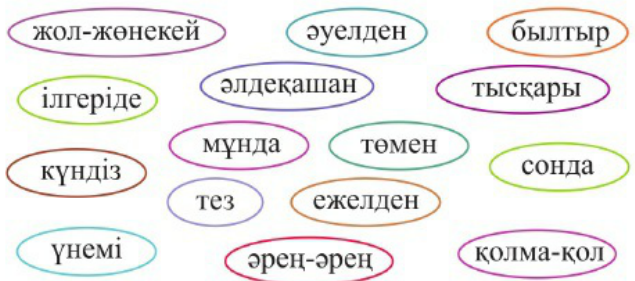 жол-жөнекей
әуелден
былтыр
ілгеріде
әлдеқашан
тысқары
мұнда
төмен
күндіз
сонда
тез
ежелден
үнемі
әрең-әрең
қолма-қол